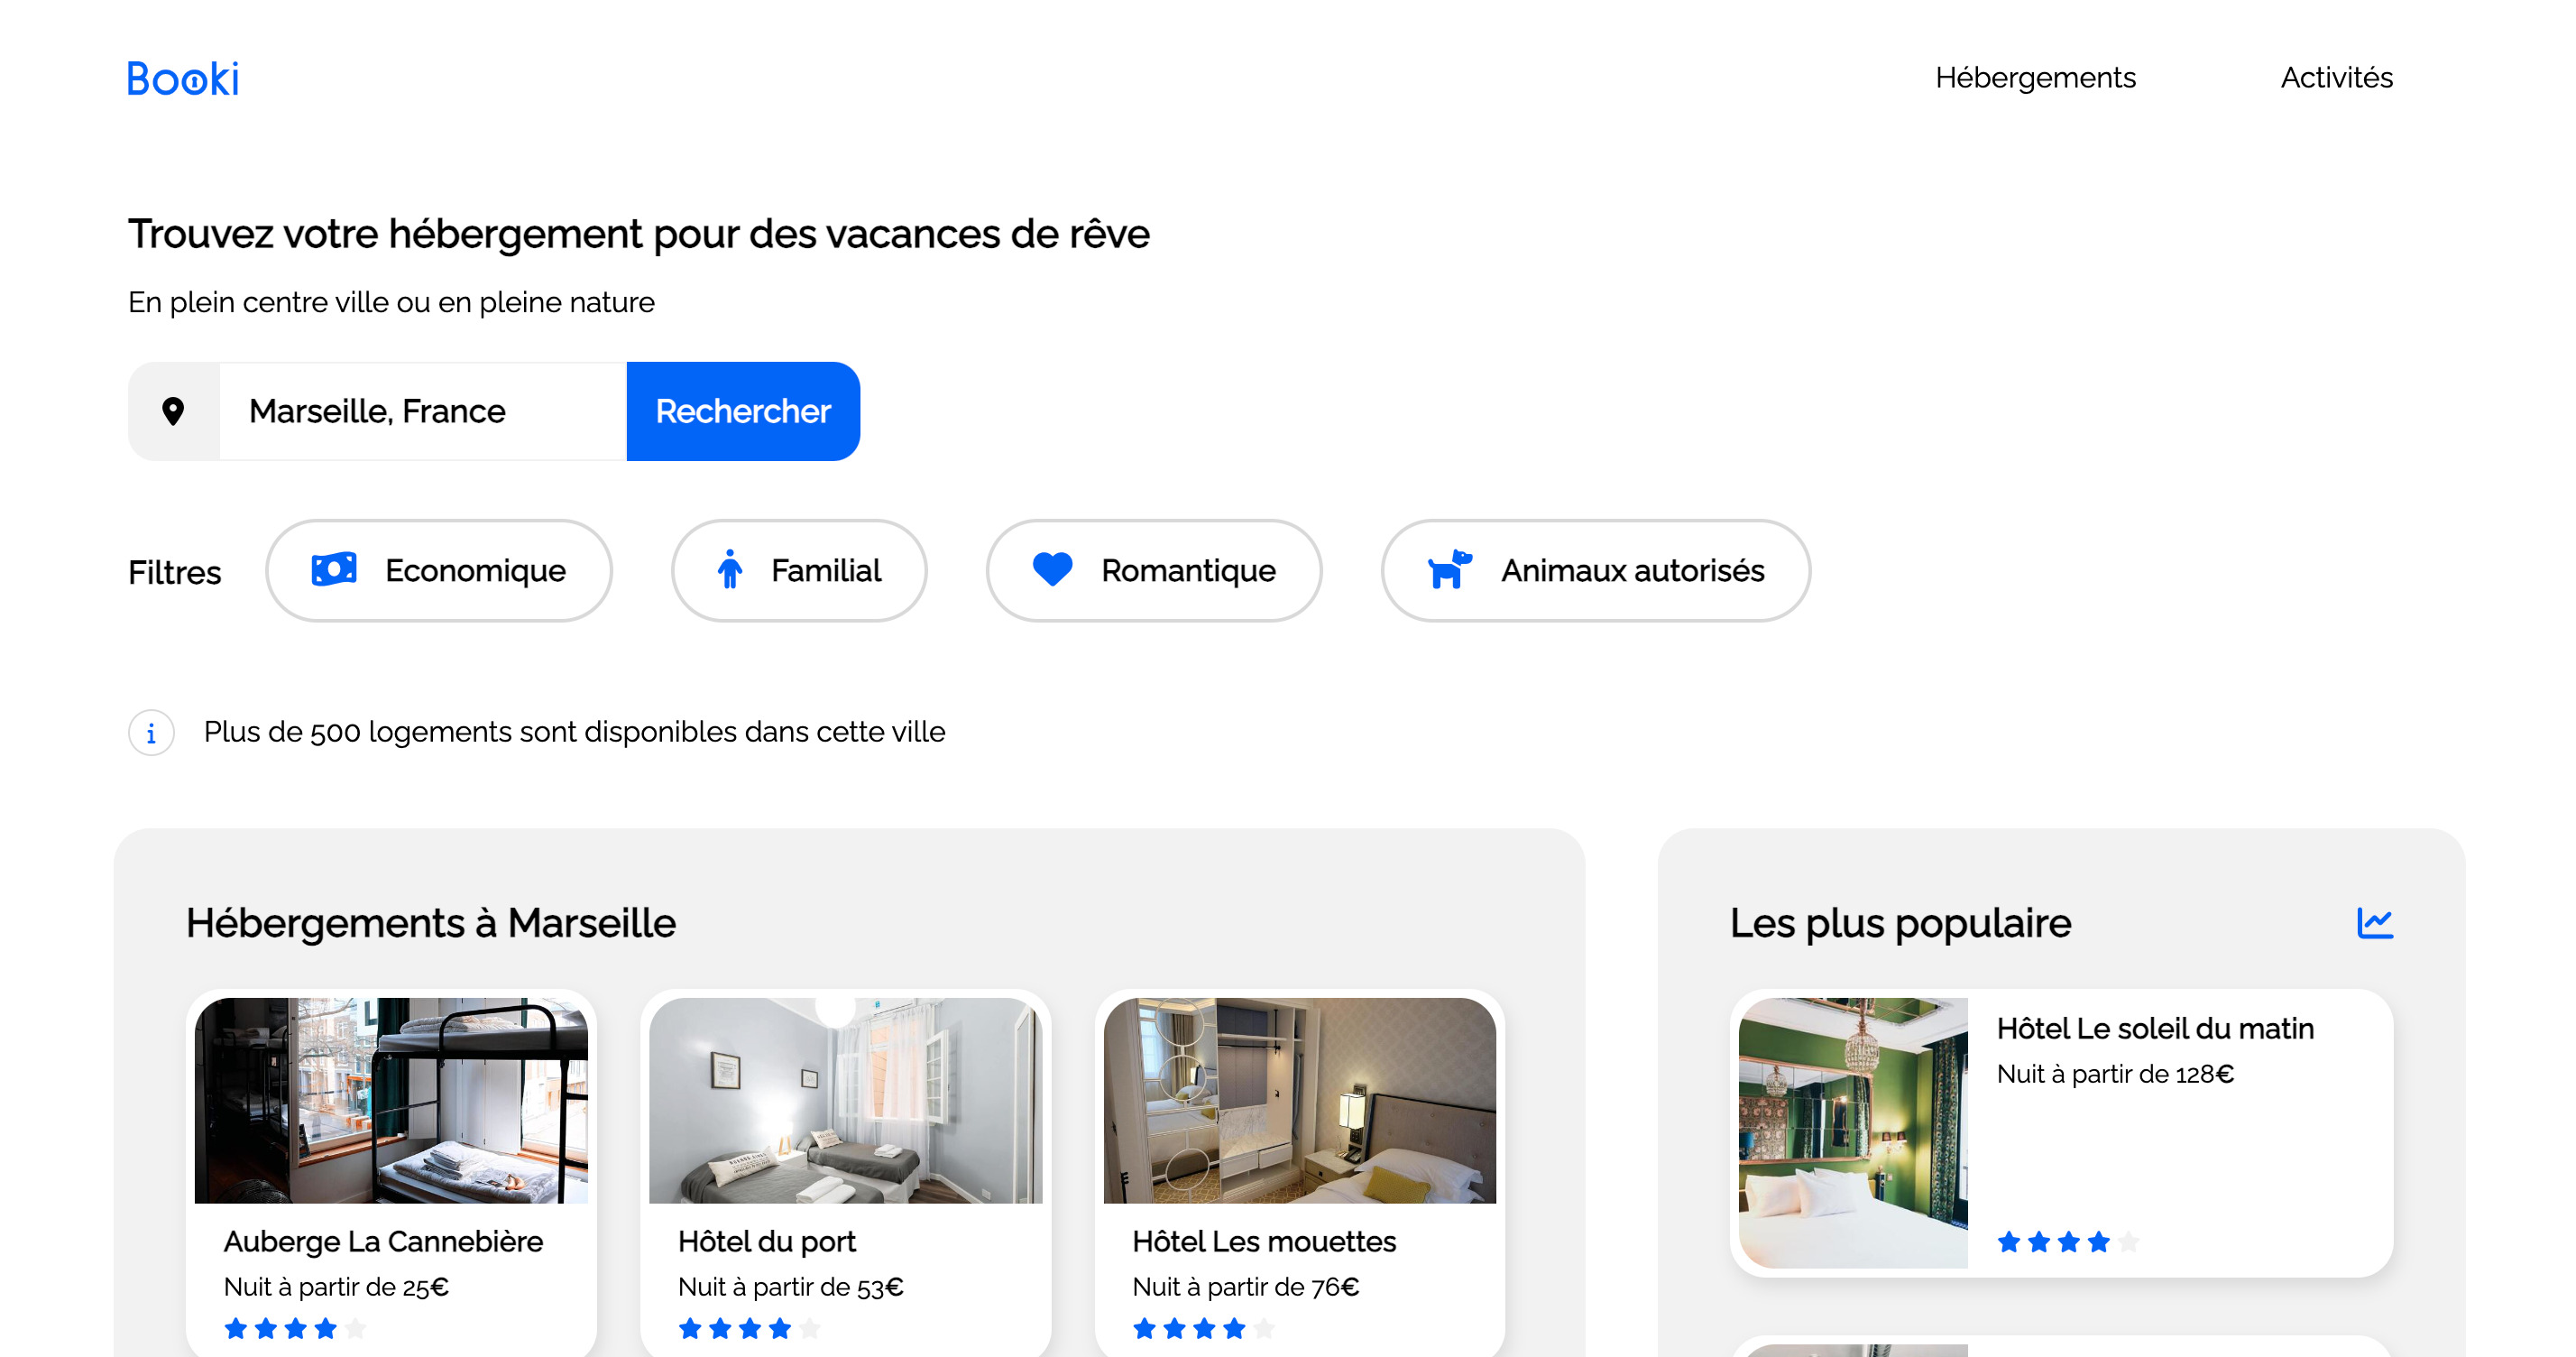 Booki
Hébergements
Activités
Trouvez votre hébergement pour des vacances de rêve
En plein centre ville ou en pleine nature
Marseille, France
Rechercher
Filtres
Economique
Familial
Romantique
Animaux autorisés
i
Plus de 500 logements sont disponibles dans cette ville
Hébergements à Marseille
Auberge La Cannebière
Nuit à partir de 25€
Hôtel du port
Nuit à partir de 53€
Hôtel Les mouettes
Nuit à partir de 76€
Les plus populaire
Hôtel Le soleil du matin
Nuit à partir de 128€